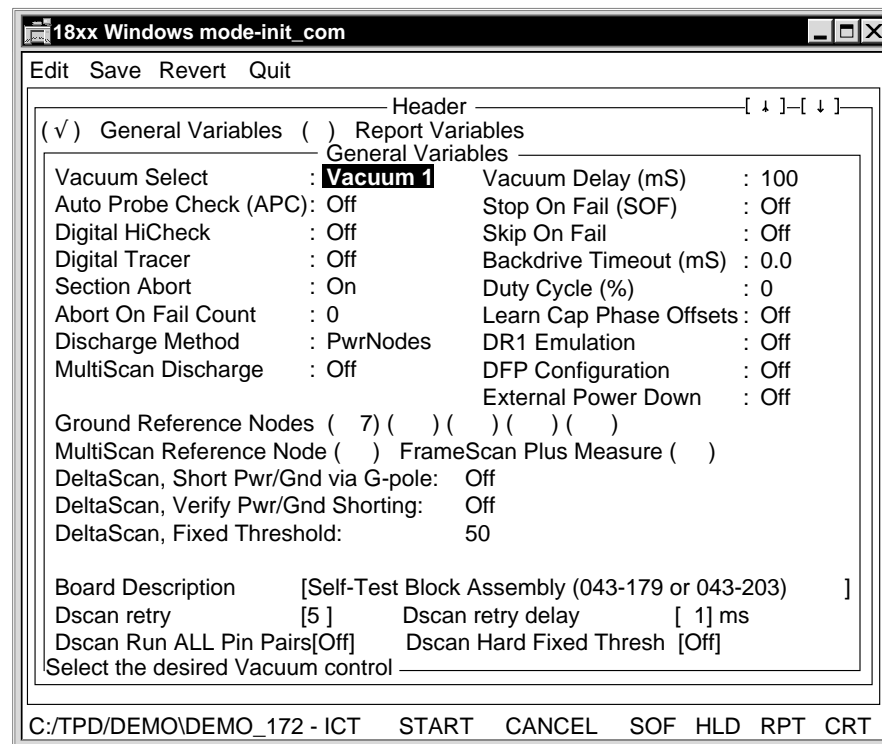 18xx Windows mode-init_com
Edit Save Revert Quit
Header [ ↓ ]–[ ↓ ]
(√) General Variables ( ) Report Variables
General Variables
Vacuum Select : Vacuum 1 Vacuum Delay (mS) : 100
Auto Probe Check (APC): Off Stop On Fail (SOF) : Off
Digital HiCheck : Off Skip On Fail : Off
Digital Tracer : Off Backdrive Timeout (mS) : 0.0
Section Abort : On Duty Cycle (%) : 0
Abort On Fail Count : 0 Learn Cap Phase Offsets : Off
Discharge Method : PwrNodes DR1 Emulation : Off
MultiScan Discharge : Off DFP Configuration : Off
External Power Down : Off
Ground Reference Nodes ( 7) ( ) ( ) ( ) ( )
MultiScan Reference Node ( ) FrameScan Plus Measure ( )
DeltaScan, Short Pwr/Gnd via G-pole: Off
DeltaScan, Verify Pwr/Gnd Shorting: Off
DeltaScan, Fixed Threshold: 50
Board Description [Self-Test Block Assembly (043-179 or 043-203) ]
Dscan retry [5 ] Dscan retry delay [ 1] ms
Dscan Run ALL Pin Pairs[Off] Dscan Hard Fixed Thresh [Off]
Select the desired Vacuum control
C:/TPD/DEMO\DEMO_172 - ICT START CANCEL SOF HLD RPT CRT